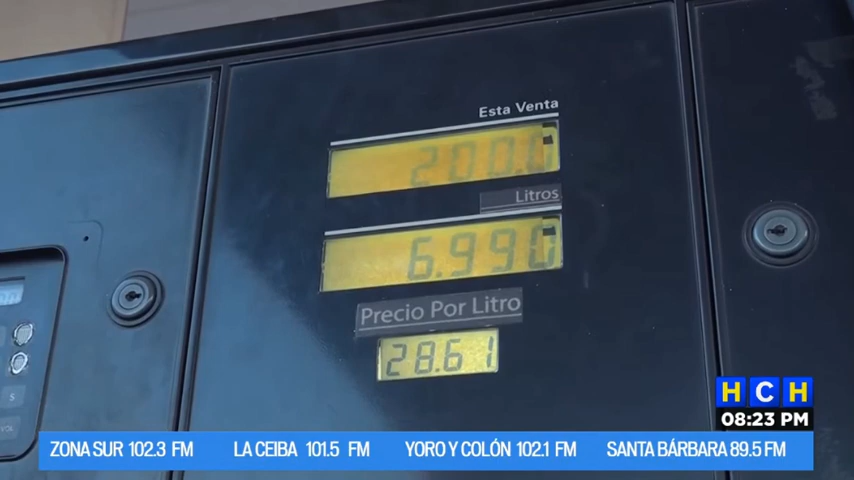 Esta Venta
200.0
Litros
6.990
Precio Por Litro
28.61
HCH
08:23 PM
ZONA SUR 102.3 FM LA CEIBA 101.5 FM YORO Y COLÓN 102.1 FM SANTA BÁRBARA 89.5 FM